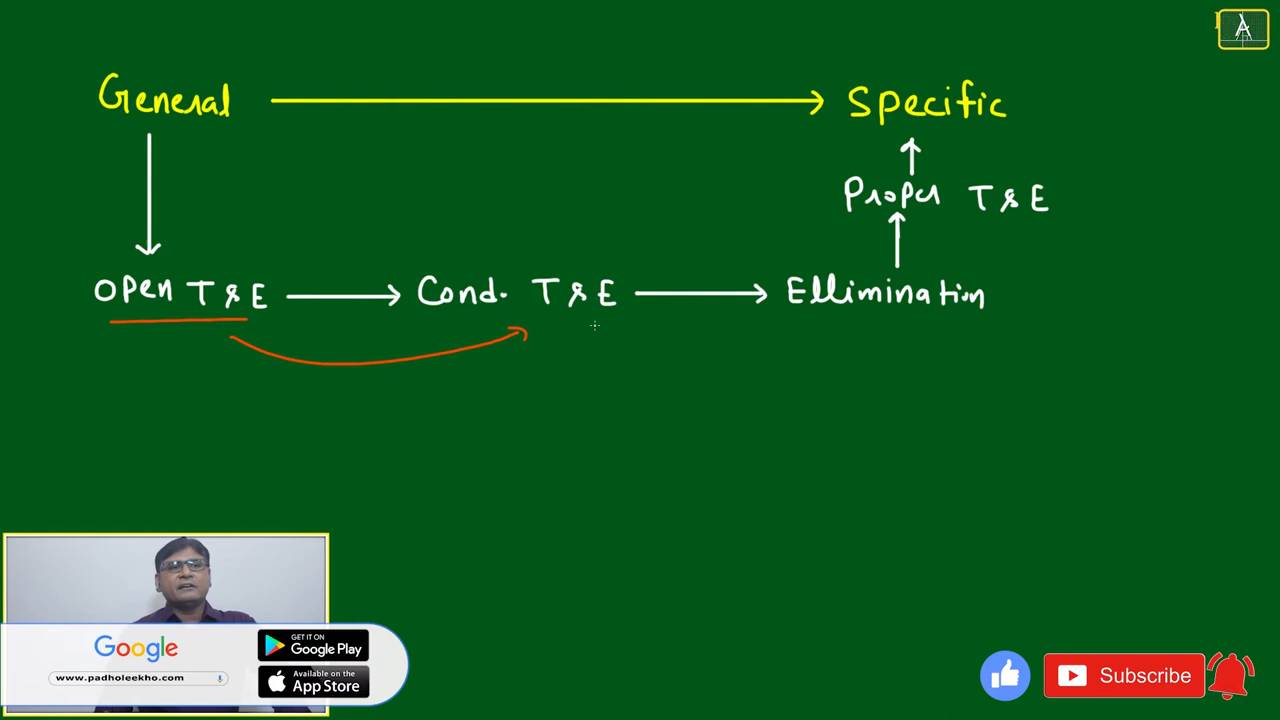 General Specific
Proper T & E
Open T & E Cond. T & E Ellimination
Google
GET IT ON
Google Play
www.padholeekho.com
Available on the
App Store
Subscribe